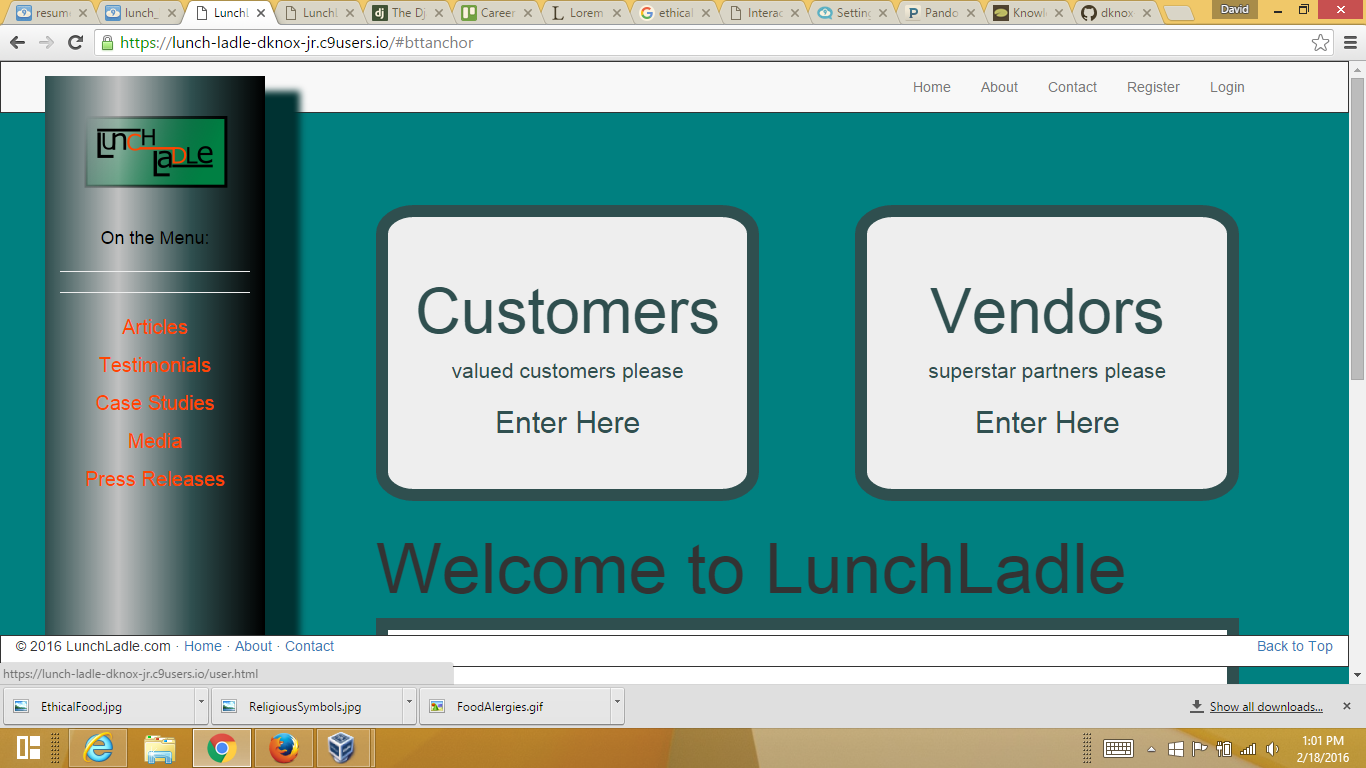 resume
lunch_
LunchL
LunchL
The Dj
Career
Lorem
ethical
Interac
Setting
Pando
Knowl
dknox
David
https://lunch-ladle-dknox-jr.c9users.io/#bttanchor
Home About Contact Register Login
LuncH
LaDLe
On the Menu:
Articles
Testimonials
Case Studies
Media
Press Releases
Customers
valued customers please
Enter Here
Vendors
superstar partners please
Enter Here
Welcome to LunchLadle
© 2016 LunchLadle.com · Home · About · Contact
Back to Top
https://lunch-ladle-dknox-jr.c9users.io/user.html
EthicalFood.jpg
ReligiousSymbols.jpg
FoodAlergies.gif
Show all downloads...
1:01 PM
2/18/2016